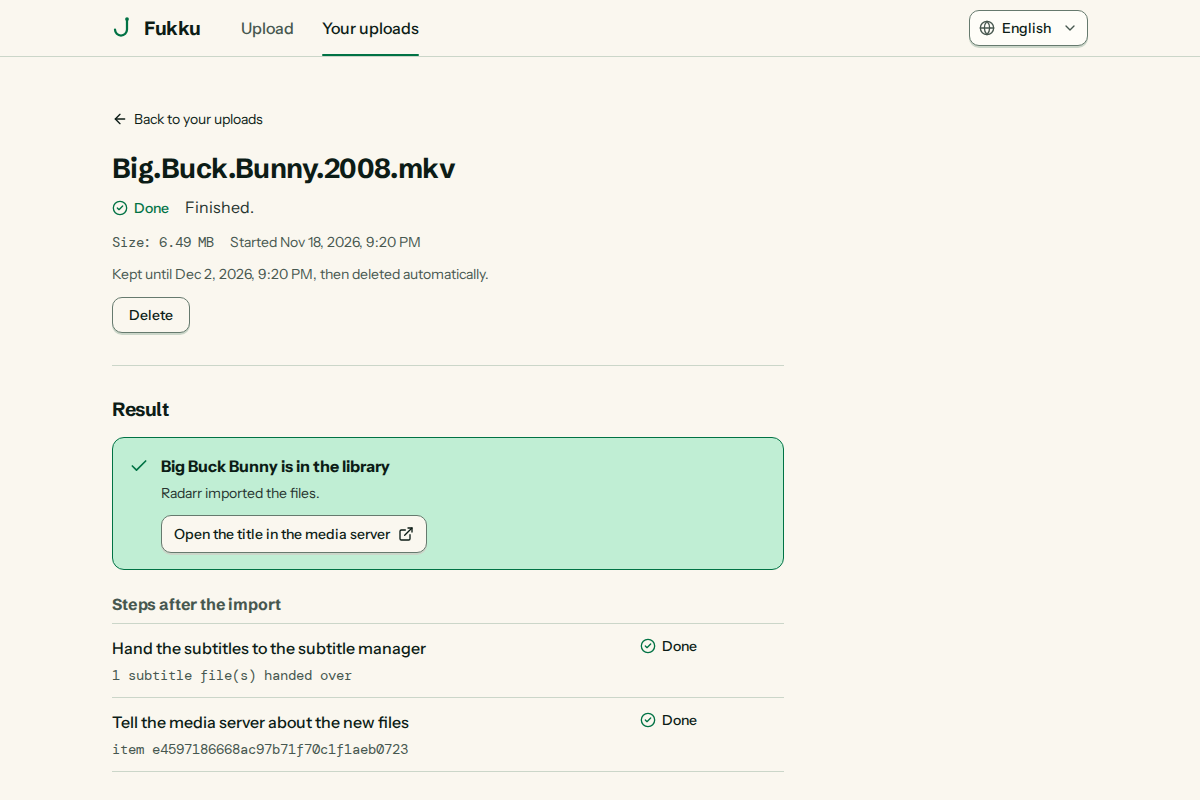 Fukku
Upload
Your uploads
English
Back to your uploads
Big.Buck.Bunny.2008.mkv
Done Finished.
Size: 6.49 MB Started Nov 18, 2026, 9:20 PM
Kept until Dec 2, 2026, 9:20 PM, then deleted automatically.
Delete
Result
Big Buck Bunny is in the library
Radarr imported the files.
Open the title in the media server
Steps after the import
Hand the subtitles to the subtitle manager
Done
1 subtitle file(s) handed over
Tell the media server about the new files
Done
item e4597186668ac97b71f70c1f1aeb0723